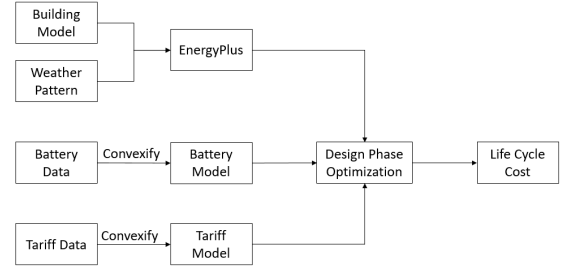 Building
Model
EnergyPlus
Weather
Pattern
Battery
Data
Convexify
Battery
Model
Design Phase
Optimization
Life Cycle
Cost
Tariff Data
Convexify
Tariff
Model